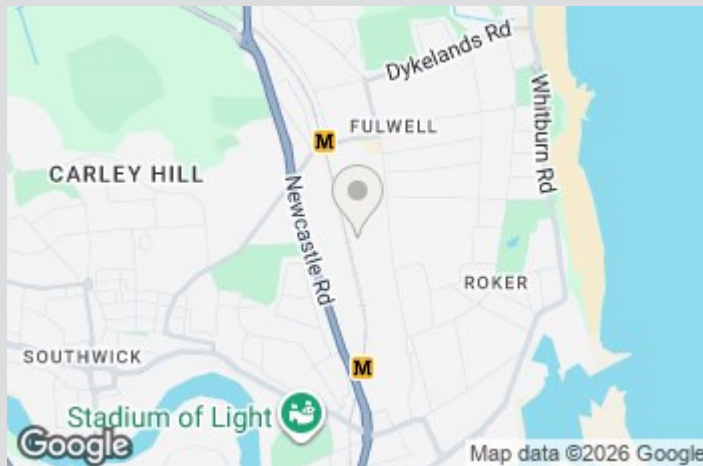 Dykelands Rd
Whitburn Rd
FULWELL
M
CARLEY HILL
Newcastle Rd
ROKER
SOUTHWICK
M
Stadium of Light
Google
Map data ©2026 Google